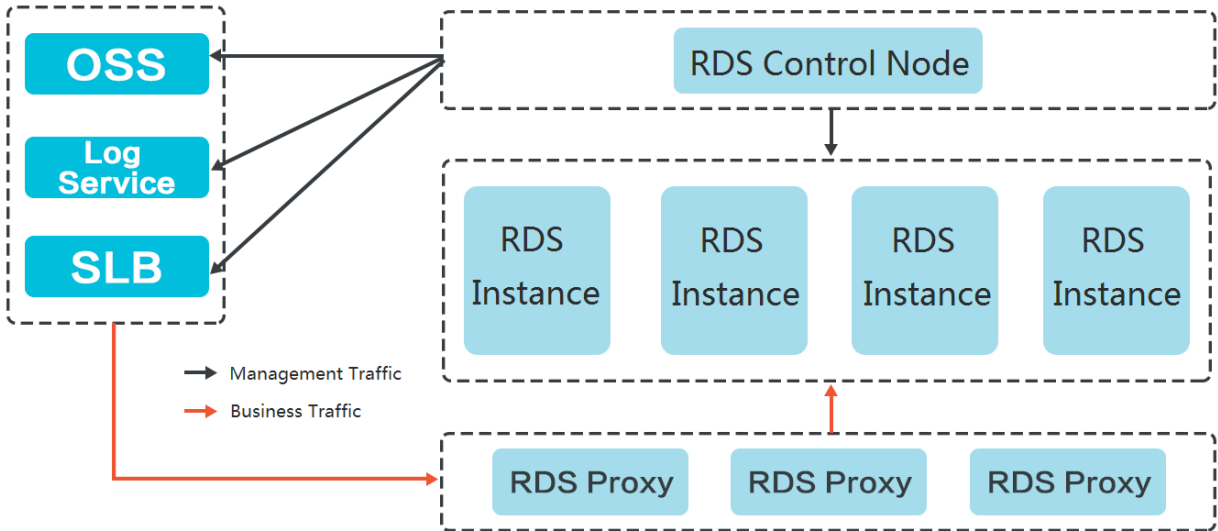 OSS
Log
Service
SLB
RDS Control Node
RDS
Instance
RDS
Instance
RDS
Instance
RDS
Instance
Management Traffic
Business Traffic
RDS Proxy
RDS Proxy
RDS Proxy